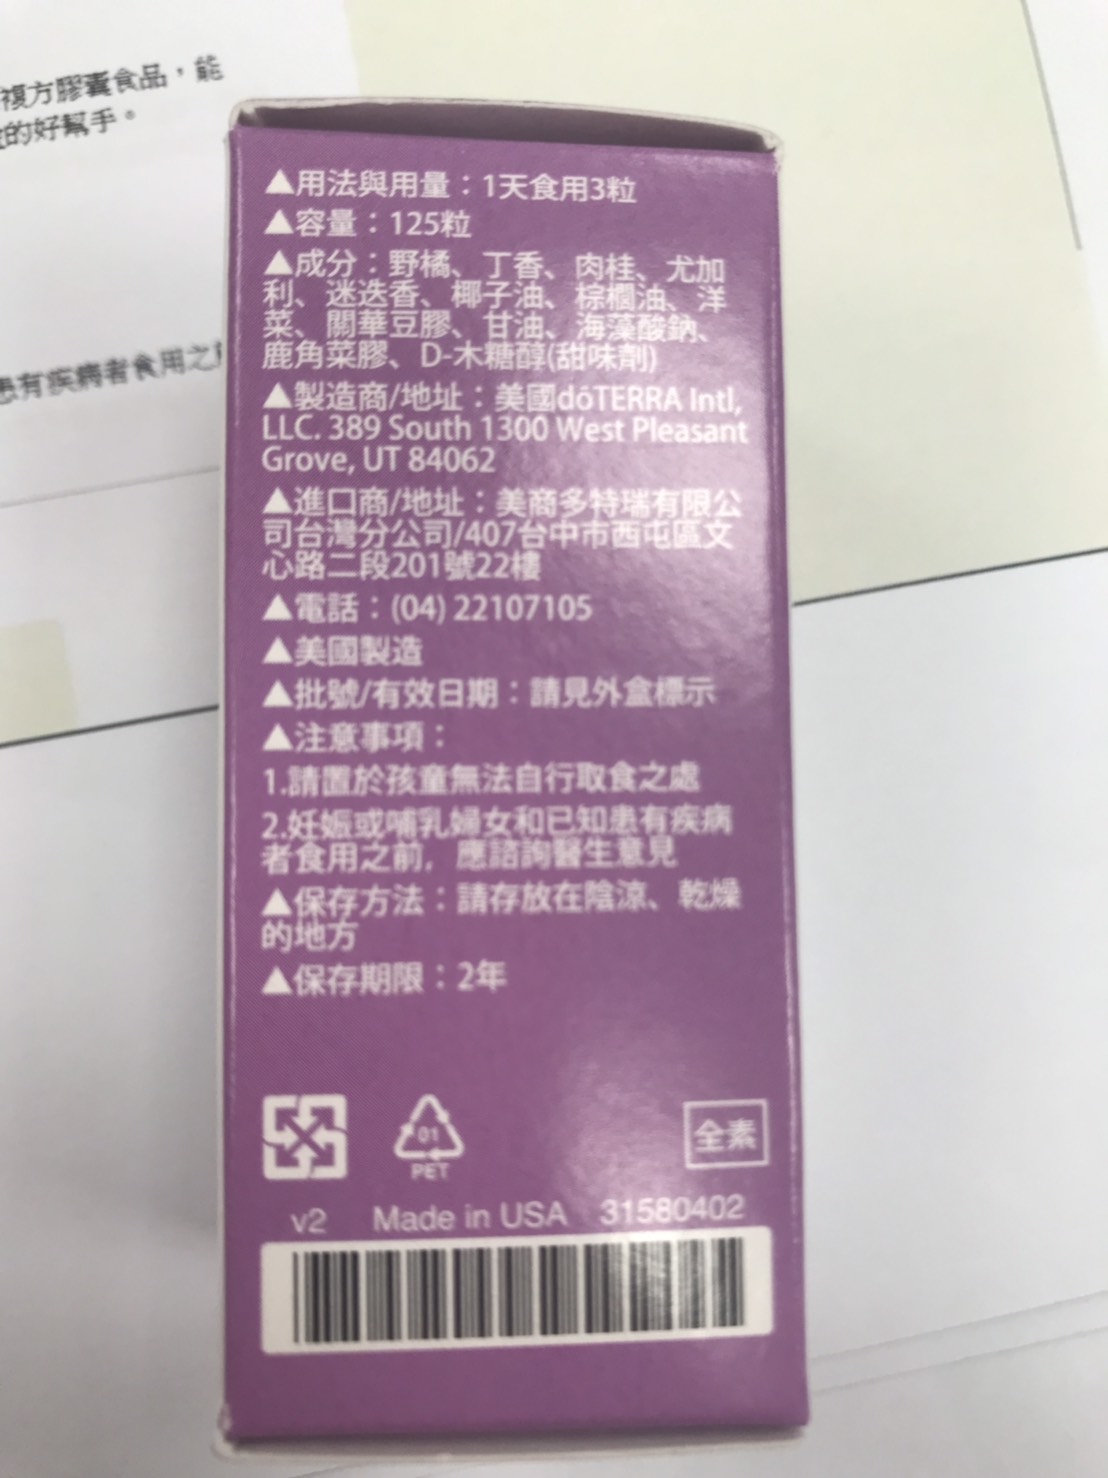 複方膠囊食品，能
的好幫手。
患有疾病者食用之
▲用法與用量：1天食用3粒
▲容量：125粒
▲成分：野橘、丁香、肉桂、尤加
利、迷迭香、椰子油、棕櫚油、洋
菜、關華豆膠、甘油、海藻酸鈉、
鹿角菜膠、D-木糖醇(甜味劑)
▲製造商/地址：美國dōTERRA Intl,
LLC. 389 South 1300 West Pleasant
Grove, UT 84062
▲進口商/地址：美商多特瑞有限公
司台灣分公司/407台中市西屯區文
心路二段201號22樓
▲電話：(04) 22107105
▲美國製造
▲批號/有效日期：請見外盒標示
▲注意事項：
1.請置於孩童無法自行取食之處
2.妊娠或哺乳婦女和已知患有疾病
者食用之前，應諮詢醫生意見
▲保存方法：請存放在陰涼、乾燥
的地方
▲保存期限：2年
01
PET
全素
v2 Made in USA 31580402